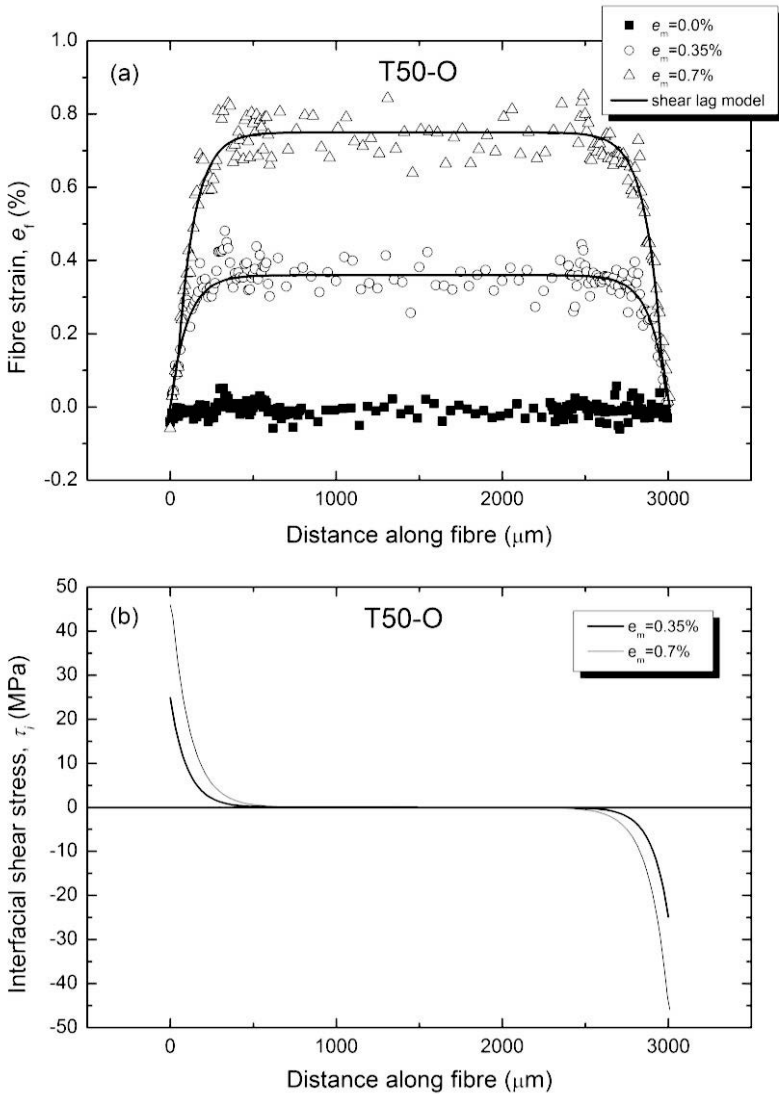 (a)
T50-O
e_m=0.0%
e_m=0.35%
e_m=0.7%
shear lag model
Fibre strain, e_f (%)
1.0
0.8
0.6
0.4
0.2
0.0
-0.2
0 1000 2000 3000
Distance along fibre (μm)
(b)
T50-O
e_m=0.35%
e_m=0.7%
Interfacial shear stress, τ_i (MPa)
50
40
30
20
10
0
-10
-20
-30
-40
-50
0 1000 2000 3000
Distance along fibre (μm)